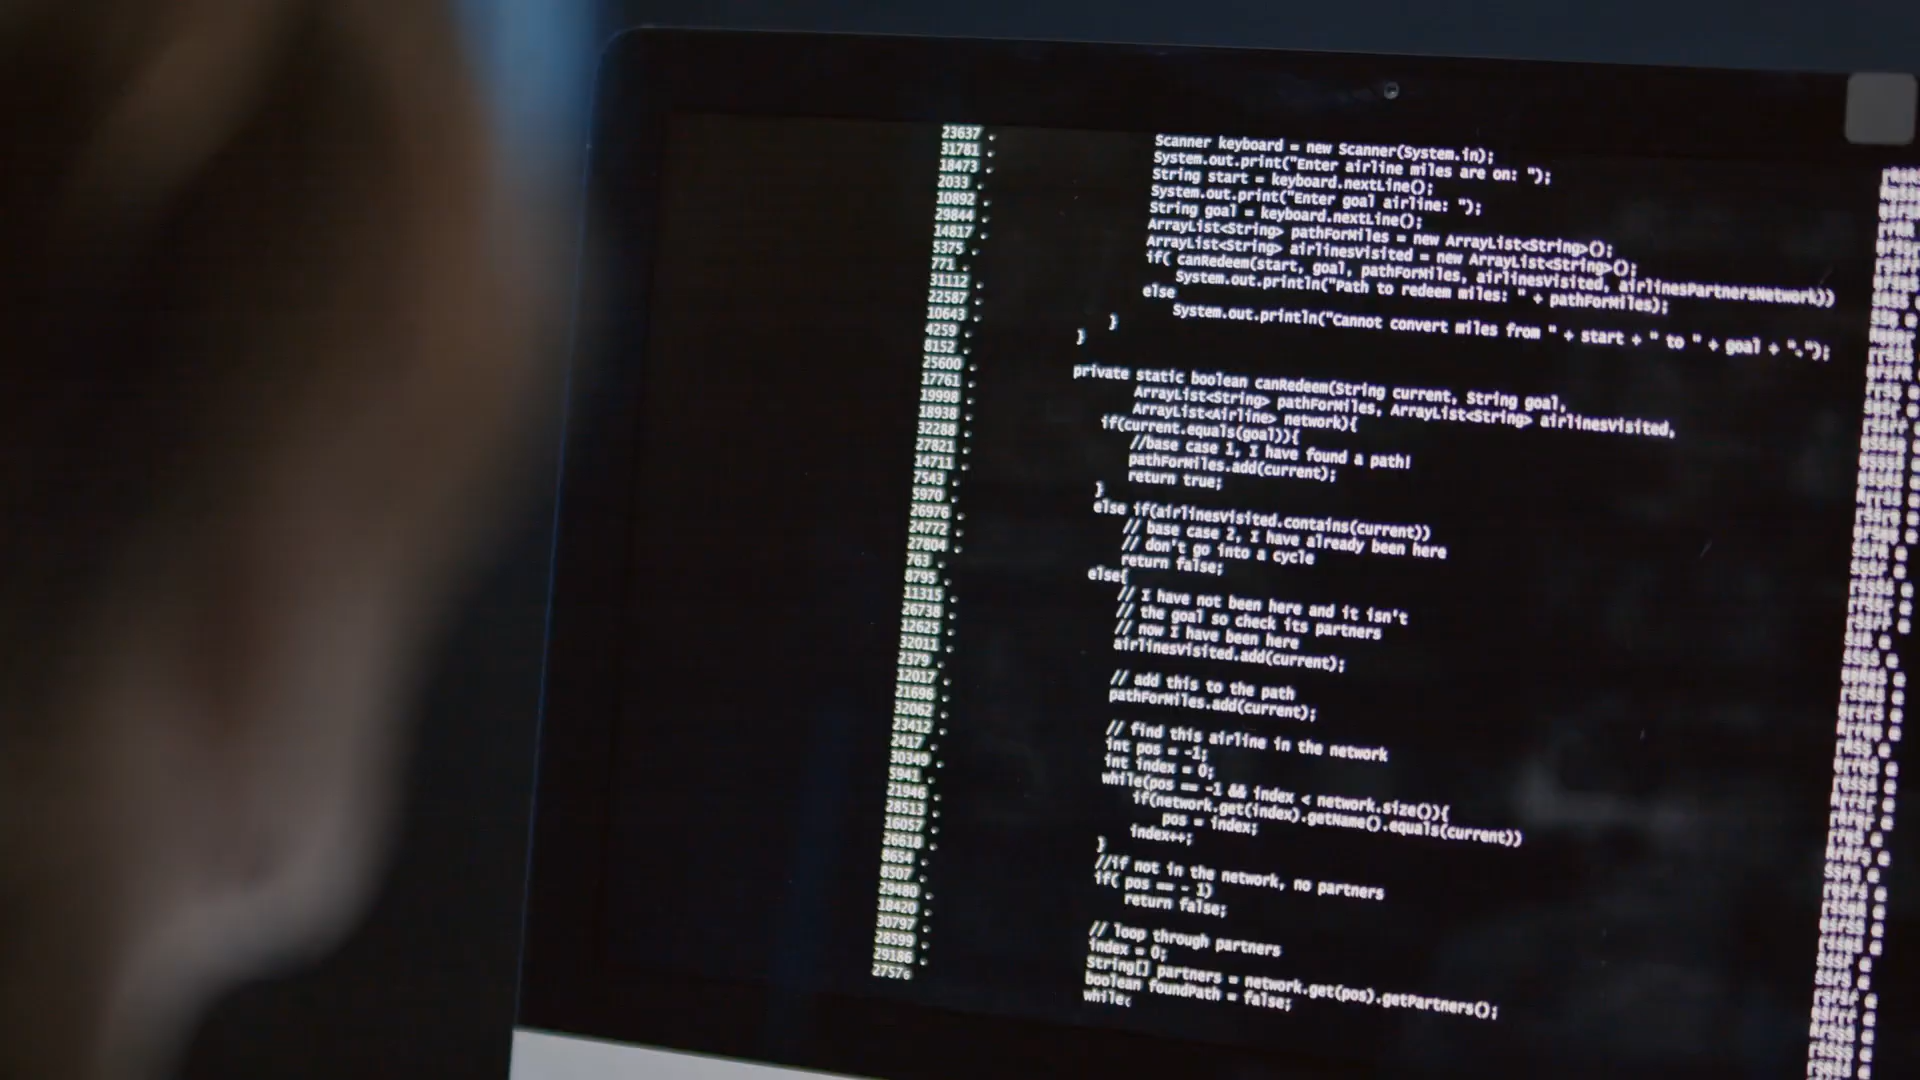 23637 .
31781 .
18473 .
2033 .
10892 .
29844 .
14817 .
5375 .
771 .
31112 .
22587 .
10643 .
4259 .
8152 .
25600 .
17761 .
19998 .
18938 .
32288 .
27821 .
14711 .
7543 .
5970 .
26976 .
24772 .
27804 .
763 .
8795 .
11315 .
26738 .
12625 .
32011 .
2379 .
12017 .
21696 .
32062 .
23412 .
2417 .
30349 .
5941 .
21946 .
28513 .
16057 .
26618 .
8654 .
8507 .
29480 .
18420 .
30797 .
28599 .
29186 .
Scanner keyboard = new Scanner(System.in);
System.out.print("Enter airline miles are on: ");
String start = keyboard.nextLine();
System.out.print("Enter goal airline: ");
String goal = keyboard.nextLine();
ArrayList<String> pathForMiles = new ArrayList<String>();
ArrayList<String> airlinesVisited = new ArrayList<String>();
if( canRedeem(start, goal, pathForMiles, airlinesVisited, airlinesPartnersNetwork))
System.out.println("Path to redeem miles: " + pathForMiles);
else
System.out.println("Cannot convert miles from " + start + " to " + goal + ".");
}
}
private static boolean canRedeem(String current, String goal,
ArrayList<String> pathForMiles, ArrayList<String> airlinesVisited,
ArrayList<Airline> network){
if(current.equals(goal)){
//base case 1, I have found a path!
pathForMiles.add(current);
return true;
}
else if(airlinesVisited.contains(current))
// base case 2, I have already been here
// don't go into a cycle
return false;
else{
// I have not been here and it isn't
// the goal so check its partners
// now I have been here
airlinesVisited.add(current);
// add this to the path
pathForMiles.add(current);
// find this airline in the network
int pos = -1;
int index = 0;
while(pos == -1 && index < network.size()){
if(network.get(index).getName().equals(current))
pos = index;
index++;
}
//if not in the network, no partners
if( pos == - 1)
return false;
// loop through partners
index = 0;
String[] partners = network.get(pos).getPartners();
boolean foundPath = false;
while(